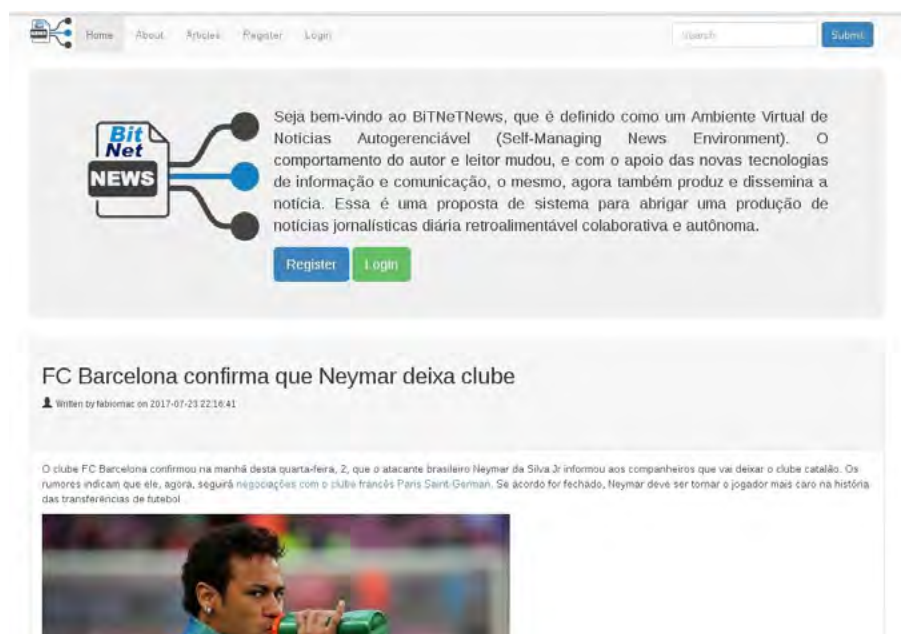 Home About Articles Register Login Search Submit
Bit
Net
NEWS
Seja bem-vindo ao BiTNeTNews, que é definido como um Ambiente Virtual de
Notícias Autogerenciável (Self-Managing News Environment). O
comportamento do autor e leitor mudou, e com o apoio das novas tecnologias
de informação e comunicação, o mesmo, agora também produz e dissemina a
notícia. Essa é uma proposta de sistema para abrigar uma produção de
notícias jornalísticas diária retroalimentável colaborativa e autônoma.
Register Login
FC Barcelona confirma que Neymar deixa clube
Written by fabiomac on 2017-07-23 22:16:41
O clube FC Barcelona confirmou na manhã desta quarta-feira, 2, que o atacante brasileiro Neymar da Silva Jr informou aos companheiros que vai deixar o clube catalão. Os
rumores indicam que ele, agora, seguirá negociações com o clube francês Paris Saint-German. Se acordo for fechado, Neymar deve ser tornar o jogador mais caro na história
das transferências de futebol